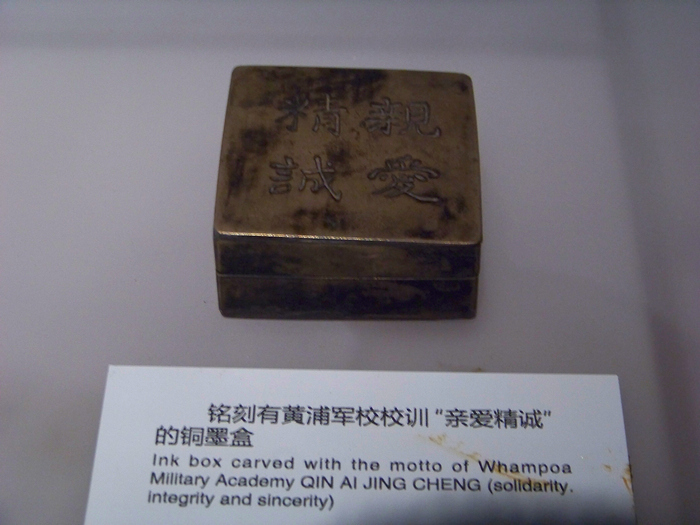 親愛
精誠
铭刻有黄浦军校校训“亲爱精诚”
的铜墨盒
Ink box carved with the motto of Whampoa
Military Academy QIN AI JING CHENG (solidarity,
integrity and sincerity)